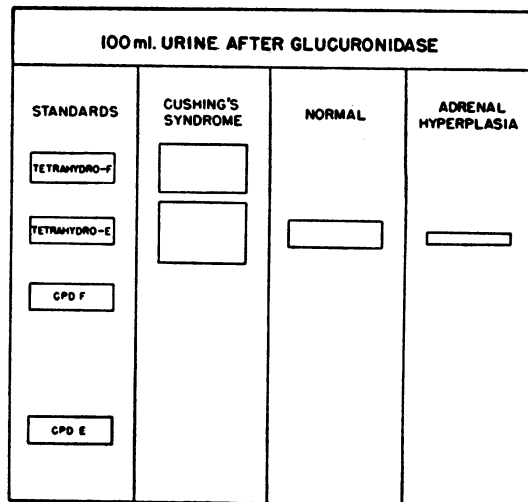 100 ml. URINE AFTER GLUCURONIDASE
STANDARDS
CUSHING'S
SYNDROME
NORMAL
ADRENAL
HYPERPLASIA
TETRAHYDRO-F
TETRAHYDRO-E
CPD F
CPD E